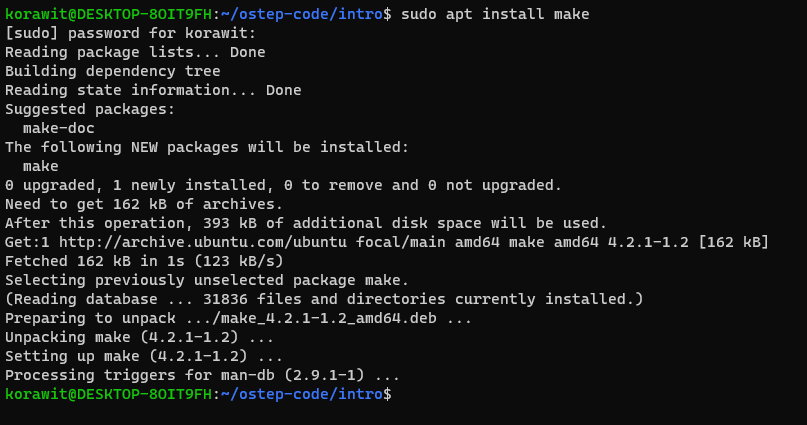 korawit@DESKTOP-8OIT9FH:~/ostep-code/intro$ sudo apt install make
[sudo] password for korawit:
Reading package lists... Done
Building dependency tree
Reading state information... Done
Suggested packages:
  make-doc
The following NEW packages will be installed:
  make
0 upgraded, 1 newly installed, 0 to remove and 0 not upgraded.
Need to get 162 kB of archives.
After this operation, 393 kB of additional disk space will be used.
Get:1 http://archive.ubuntu.com/ubuntu focal/main amd64 make amd64 4.2.1-1.2 [162 kB]
Fetched 162 kB in 1s (123 kB/s)
Selecting previously unselected package make.
(Reading database ... 31836 files and directories currently installed.)
Preparing to unpack .../make_4.2.1-1.2_amd64.deb ...
Unpacking make (4.2.1-1.2) ...
Setting up make (4.2.1-1.2) ...
Processing triggers for man-db (2.9.1-1) ...
korawit@DESKTOP-8OIT9FH:~/ostep-code/intro$